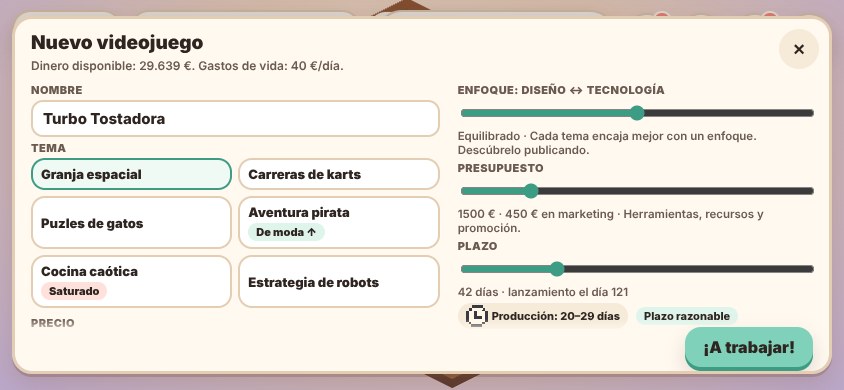 Nuevo videojuego
Dinero disponible: 29.639 €. Gastos de vida: 40 €/día.
×
NOMBRE
Turbo Tostadora
TEMA
Granja espacial
Carreras de karts
Puzles de gatos
Aventura pirata
De moda ↑
Cocina caótica
Saturado
Estrategia de robots
PRECIO
ENFOQUE: DISEÑO ↔ TECNOLOGÍA
Equilibrado · Cada tema encaja mejor con un enfoque.
Descúbrelo publicando.
PRESUPUESTO
1500 € · 450 € en marketing · Herramientas, recursos y
promoción.
PLAZO
42 días · lanzamiento el día 121
Producción: 20–29 días
Plazo razonable
¡A trabajar!